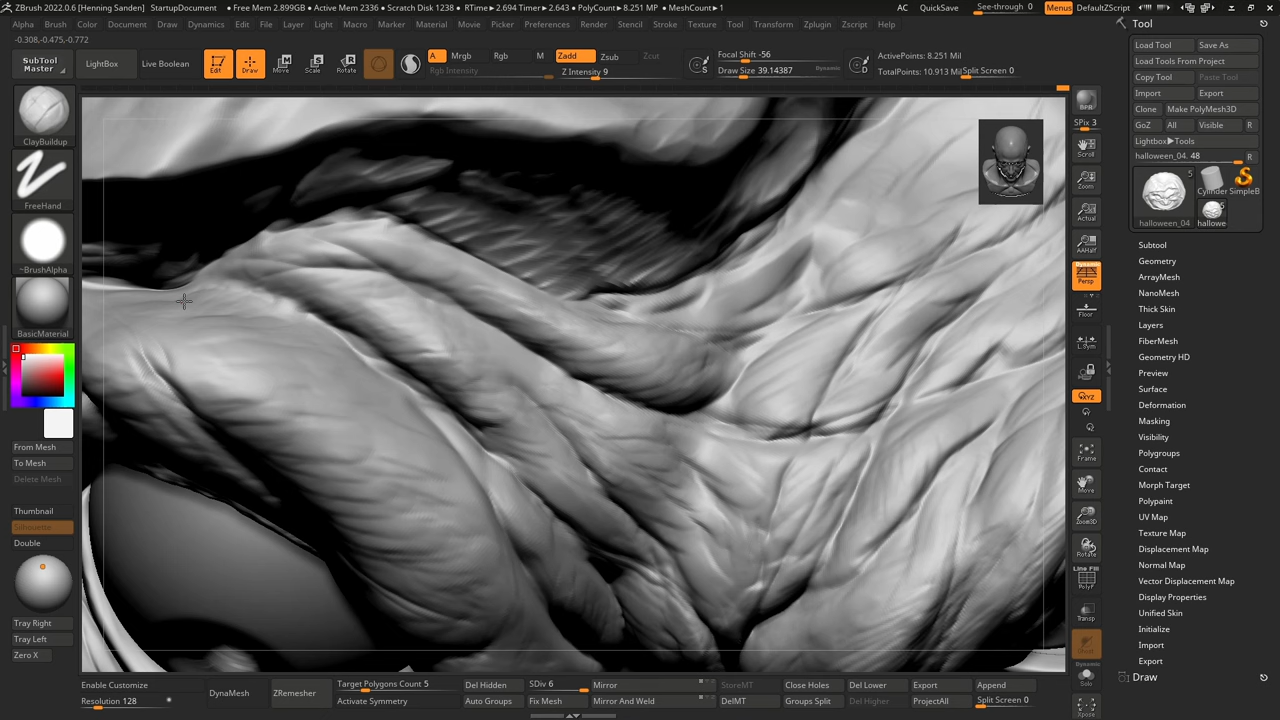 ZBrush 2022.0.6 [Henning Sanden] StartupDocument • Free Mem 2.899GB • Active Mem 2336 • Scratch Disk 1238 • RTime▶2.694 Timer▶2.643 • PolyCount▶8.251 MP • MeshCount▶1 AC QuickSave See-through 0 Menus DefaultZScript
Alpha Brush Color Document Draw Dynamics Edit File Layer Light Macro Marker Material Movie Picker Preferences Render Stencil Stroke Texture Tool Transform Zplugin Zscript Help
-0.308,-0.475,-0.772
SubTool Master
LightBox
Live Boolean
Edit
Draw
Move
Scale
Rotate
A
Mrgb
Rgb
M
Rgb Intensity
Zadd
Zsub
Zcut
Z Intensity 9
S
Focal Shift -56
Draw Size 39.14387
Dynamic
D
ActivePoints: 8.251 Mil
TotalPoints: 10.913 Mil
Split Screen 0
ClayBuildup
FreeHand
~BrushAlpha
BasicMaterial
From Mesh
To Mesh
Delete Mesh
Thumbnail
Silhouette
Double
Tray Right
Tray Left
Zero X
BPR
SPix 3
Scroll
Zoom
Actual
AAHalf
Dynamic
Persp
Floor
L.Sym
XYZ
Frame
Move
Zoom3D
Rotate
Line Fill
PolyF
Transp
Ghost
Dynamic
Solo
Xpose
Tool
Load Tool
Save As
Load Tools From Project
Copy Tool
Paste Tool
Import
Export
Clone
Make PolyMesh3D
GoZ
All
Visible
R
Lightbox▶Tools
halloween_04. 48
R
5
halloween_04
Cylinder
SimpleB
5
hallowe
Subtool
Geometry
ArrayMesh
NanoMesh
Thick Skin
Layers
FiberMesh
Geometry HD
Preview
Surface
Deformation
Masking
Visibility
Polygroups
Contact
Morph Target
Polypaint
UV Map
Texture Map
Displacement Map
Normal Map
Vector Displacement Map
Display Properties
Unified Skin
Initialize
Import
Export
Draw
Enable Customize
Resolution 128
DynaMesh
ZRemesher
Target Polygons Count 5
Activate Symmetry
Del Hidden
Auto Groups
SDiv 6
Fix Mesh
Mirror
Mirror And Weld
StoreMT
DelMT
Close Holes
Groups Split
Del Lower
Del Higher
Export
ProjectAll
Append
Split Screen 0